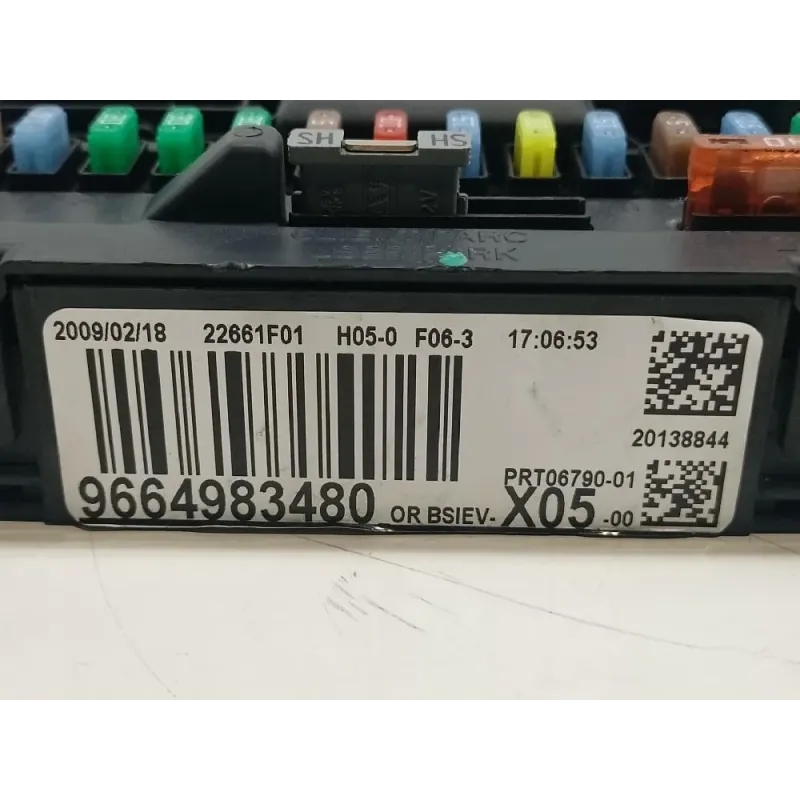 SH HS
2009/02/18 22661F01 H05-0 F06-3 17:06:53
20138844
PRT06790-01
9664983480 OR BSIEV- X05 -00